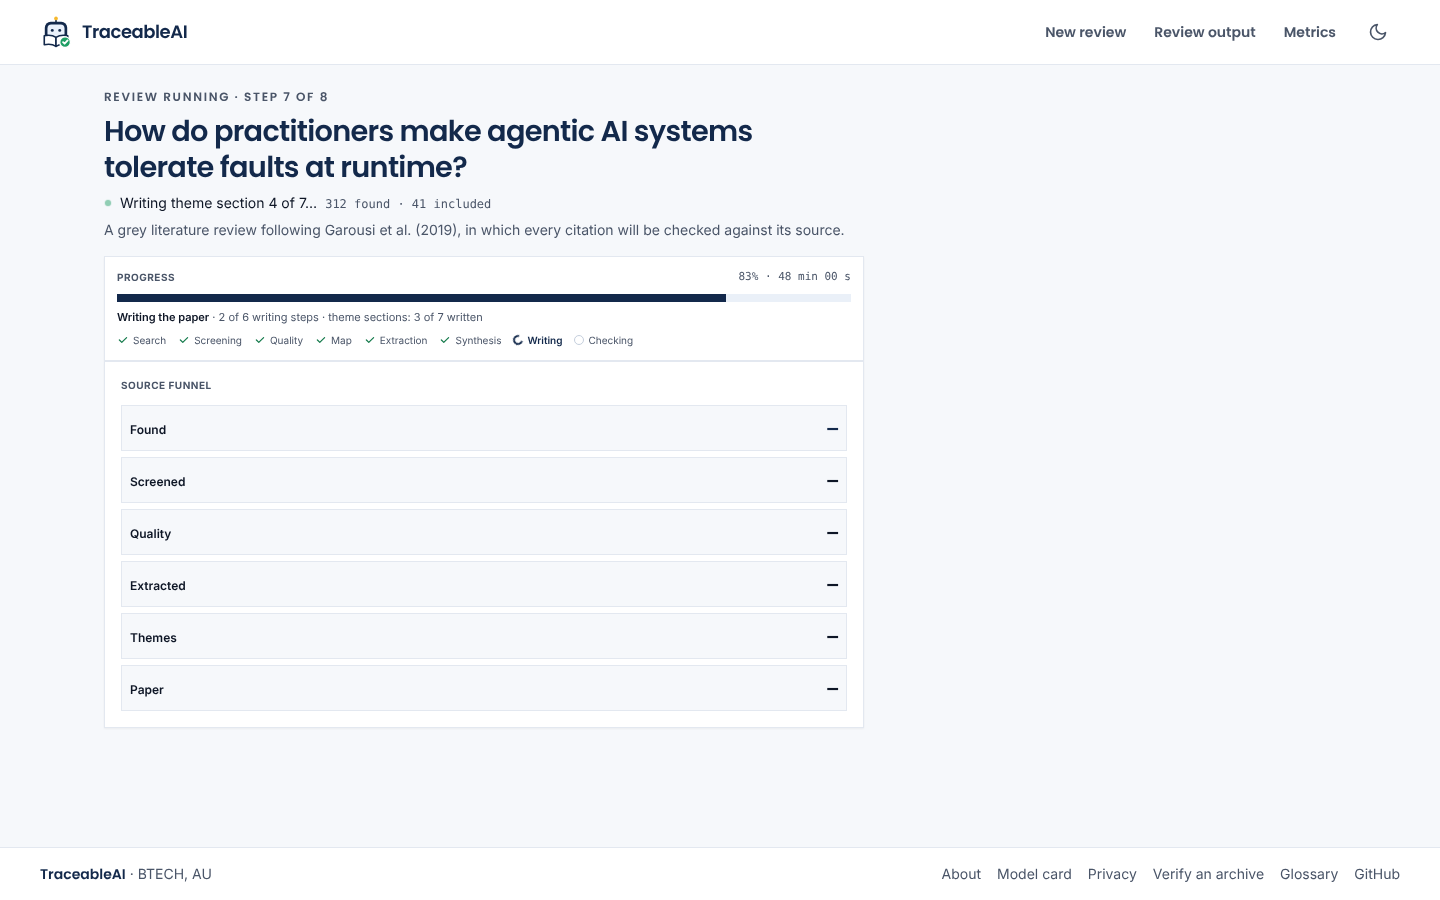 TraceableAI
New review
Review output
Metrics
REVIEW RUNNING · STEP 7 OF 8
How do practitioners make agentic AI systems
tolerate faults at runtime?
Writing theme section 4 of 7... 312 found · 41 included
A grey literature review following Garousi et al. (2019), in which every citation will be checked against its source.
PROGRESS
83% · 48 min 00 s
Writing the paper · 2 of 6 writing steps · theme sections: 3 of 7 written
Search
Screening
Quality
Map
Extraction
Synthesis
Writing
Checking
SOURCE FUNNEL
Found —
Screened —
Quality —
Extracted —
Themes —
Paper —
TraceableAI · BTECH, AU
About
Model card
Privacy
Verify an archive
Glossary
GitHub